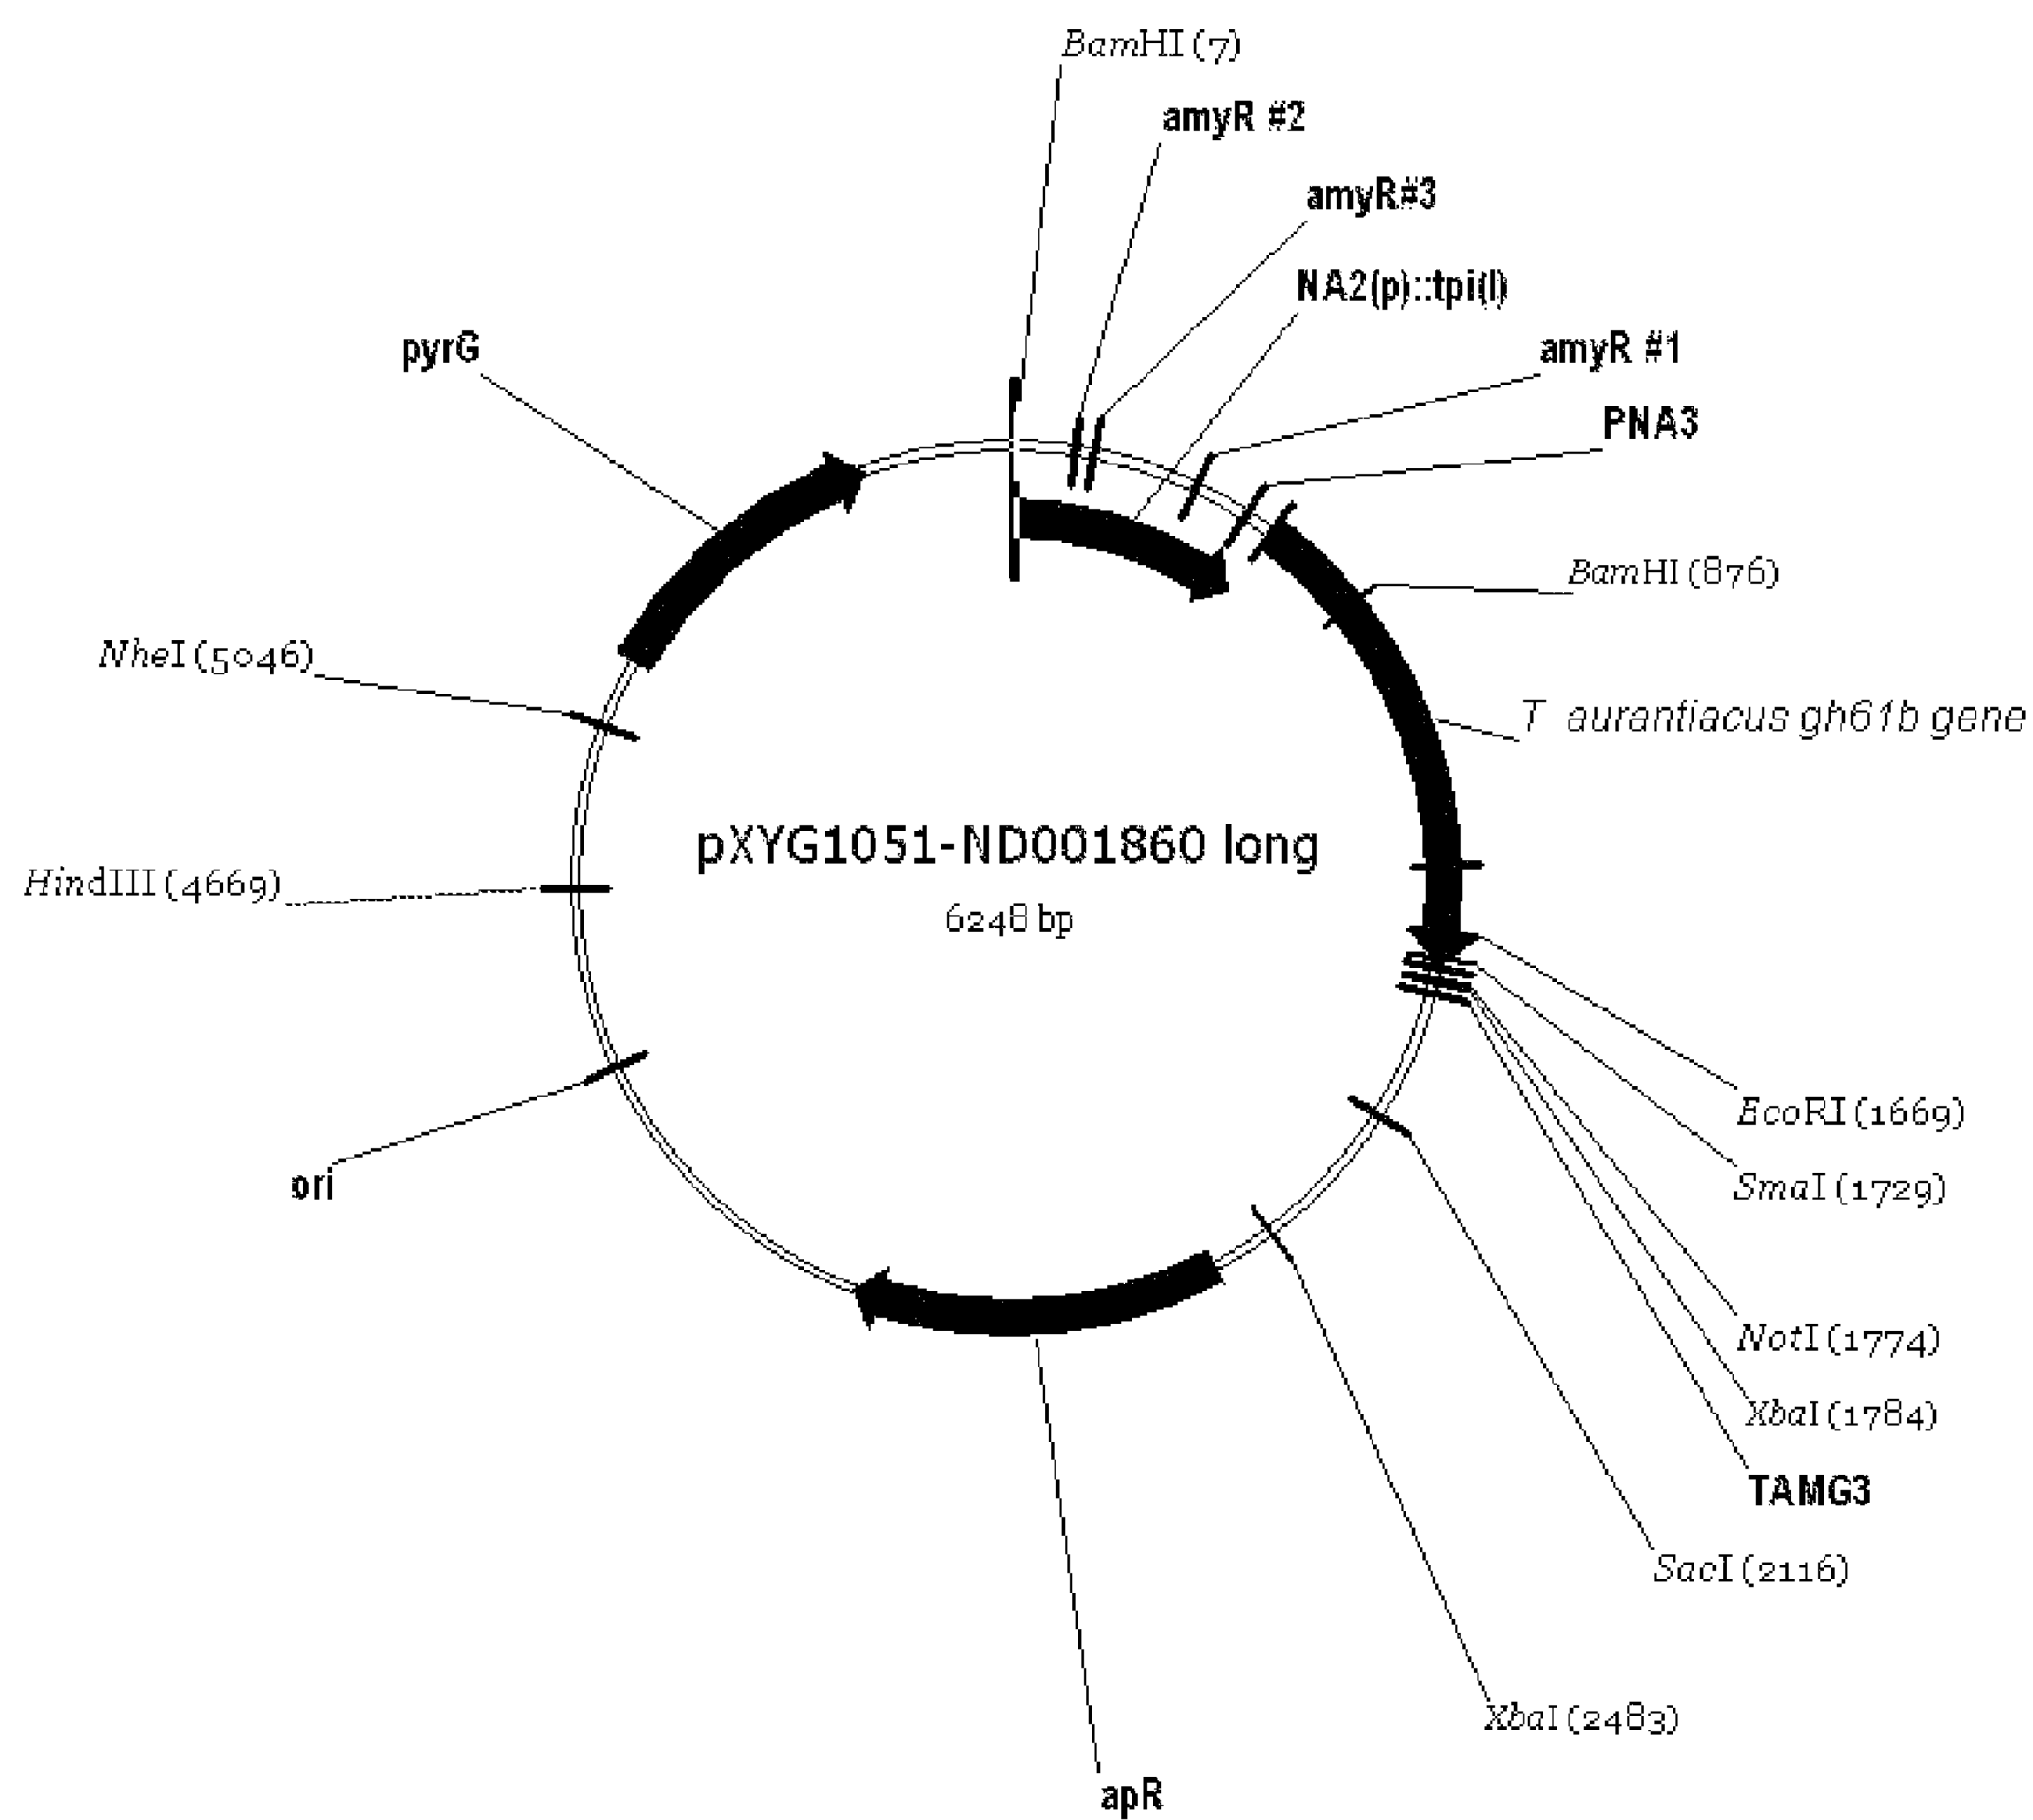 BamHI (7)
amyR #2
amyR#3
NA2(p)::tpi(l)
amyR #1
PNA3
pyrG
BamHI (876)
NheI (5046)
T aurantiacus gh61b gene
pXYG1051-ND001860 long
6248 bp
HindIII (4669)
EcoRI (1669)
SmaI (1729)
ori
NotI (1774)
XbaI (1784)
TAMG3
SacI (2116)
XbaI (2483)
apR